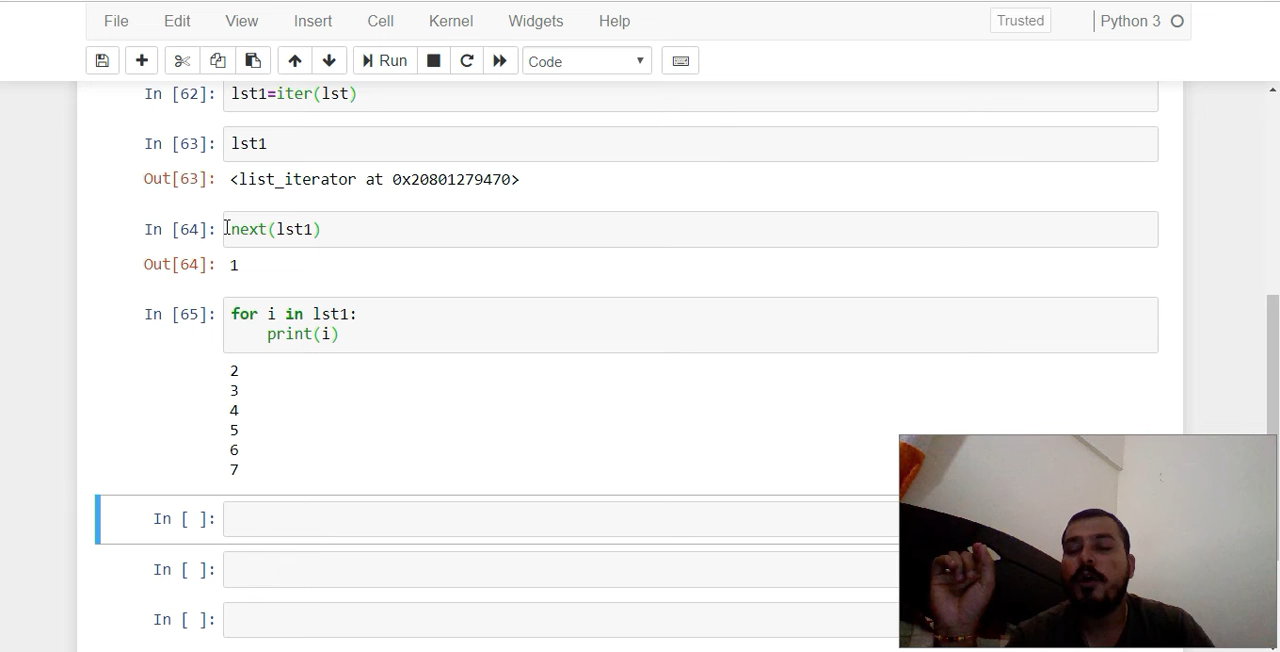 File Edit View Insert Cell Kernel Widgets Help Trusted Python 3
Run Code
In [62]: lst1=iter(lst)
In [63]: lst1
Out[63]: <list_iterator at 0x20801279470>
In [64]: next(lst1)
Out[64]: 1
In [65]: for i in lst1:
print(i)
2
3
4
5
6
7
In [ ]:
In [ ]:
In [ ]: